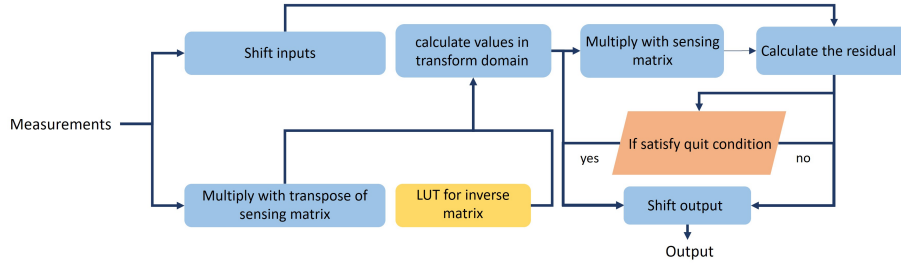 Shift inputs
calculate values in
transform domain
Multiply with sensing
matrix
Calculate the residual
Measurements
If satisfy quit condition
yes
no
Multiply with transpose of
sensing matrix
LUT for inverse
matrix
Shift output
Output